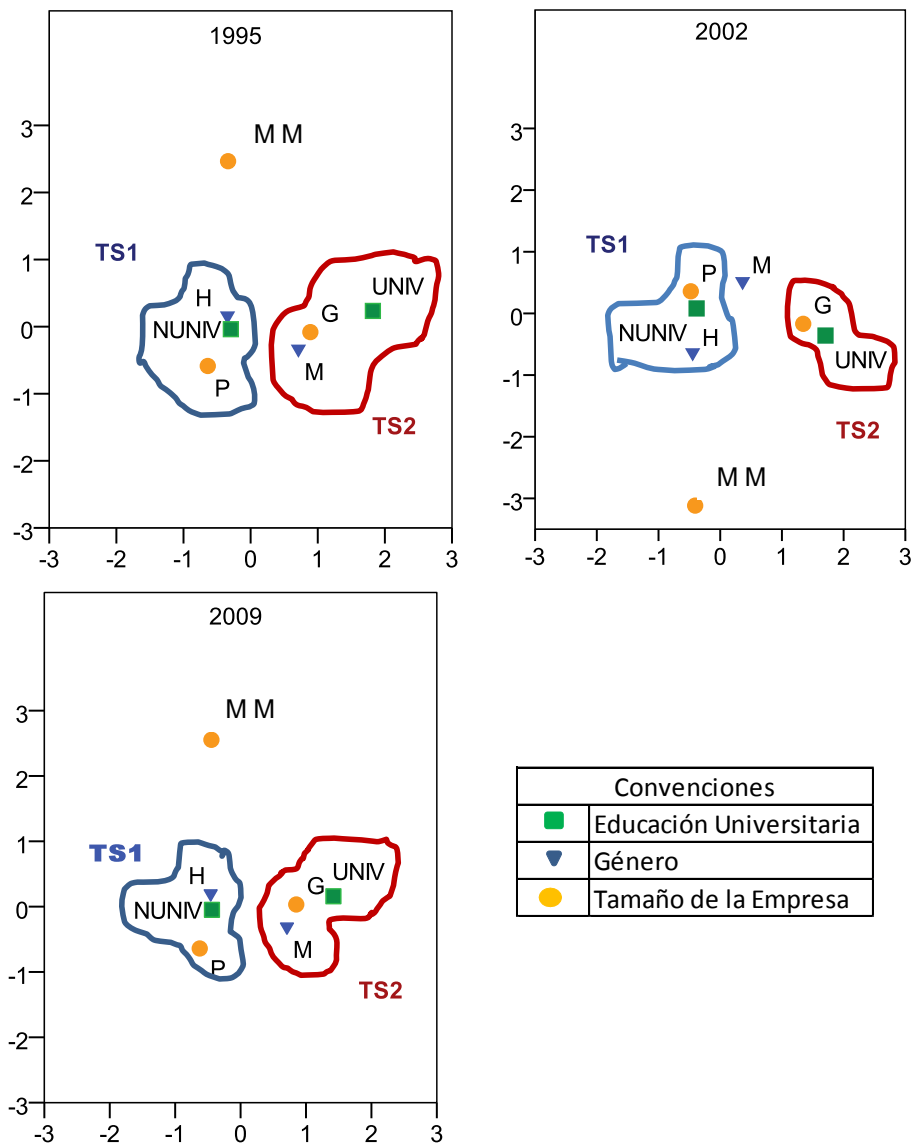 1995
M M
TS1
H
NUNIV
P
G
UNIV
M
TS2
3
2
1
0
-1
-2
-3
-3 -2 -1 0 1 2 3
2002
TS1
P
M
NUNIV
H
G
UNIV
TS2
M M
3
2
1
0
-1
-2
-3
-3 -2 -1 0 1 2 3
2009
M M
TS1
H
NUNIV
P
UNIV
G
M
TS2
3
2
1
0
-1
-2
-3
-3 -2 -1 0 1 2 3
Convenciones
Educación Universitaria
Género
Tamaño de la Empresa